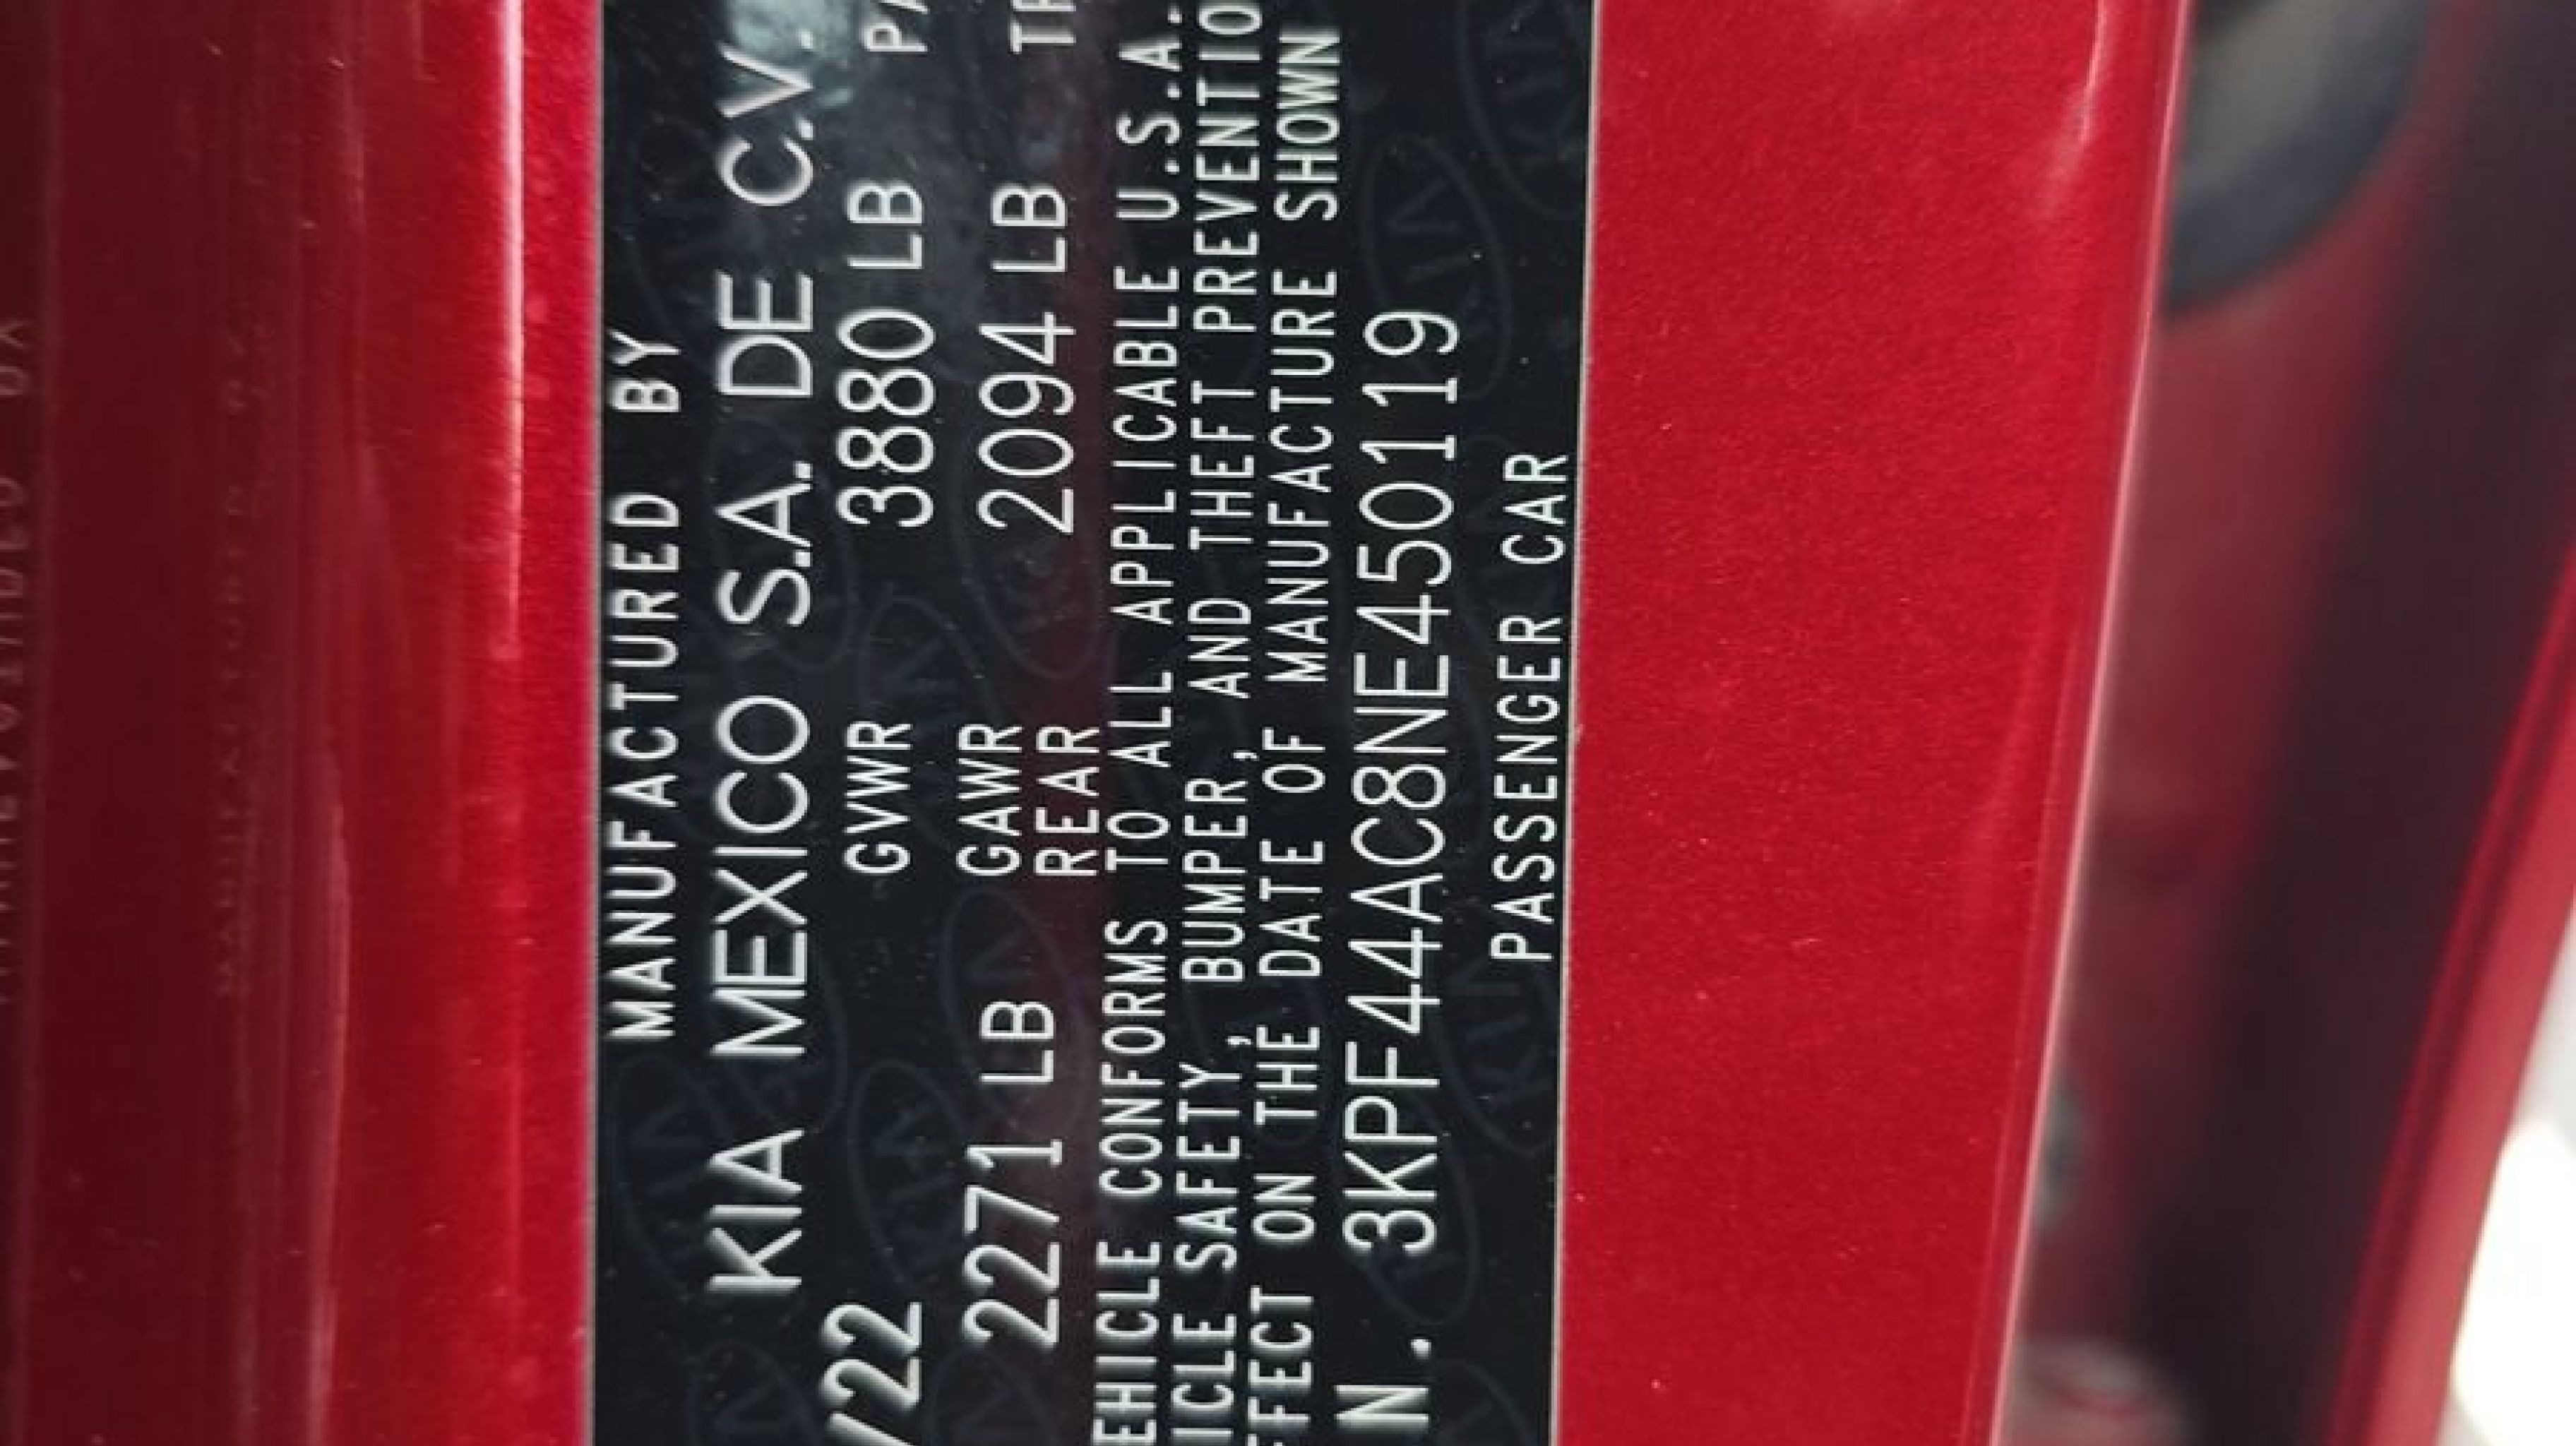 MANUFACTURED BY
KIA MEXICO S.A. DE C.V.
/22 GVWR 3880 LB PA
2271 LB GAWR REAR 2094 LB
EHICLE CONFORMS TO ALL APPLICABLE U.S.A.
ICLE SAFETY, BUMPER, AND THEFT PREVENTIO
FFECT ON THE DATE OF MANUFACTURE SHOWN
N. 3KPF44AC8NE450119
PASSENGER CAR